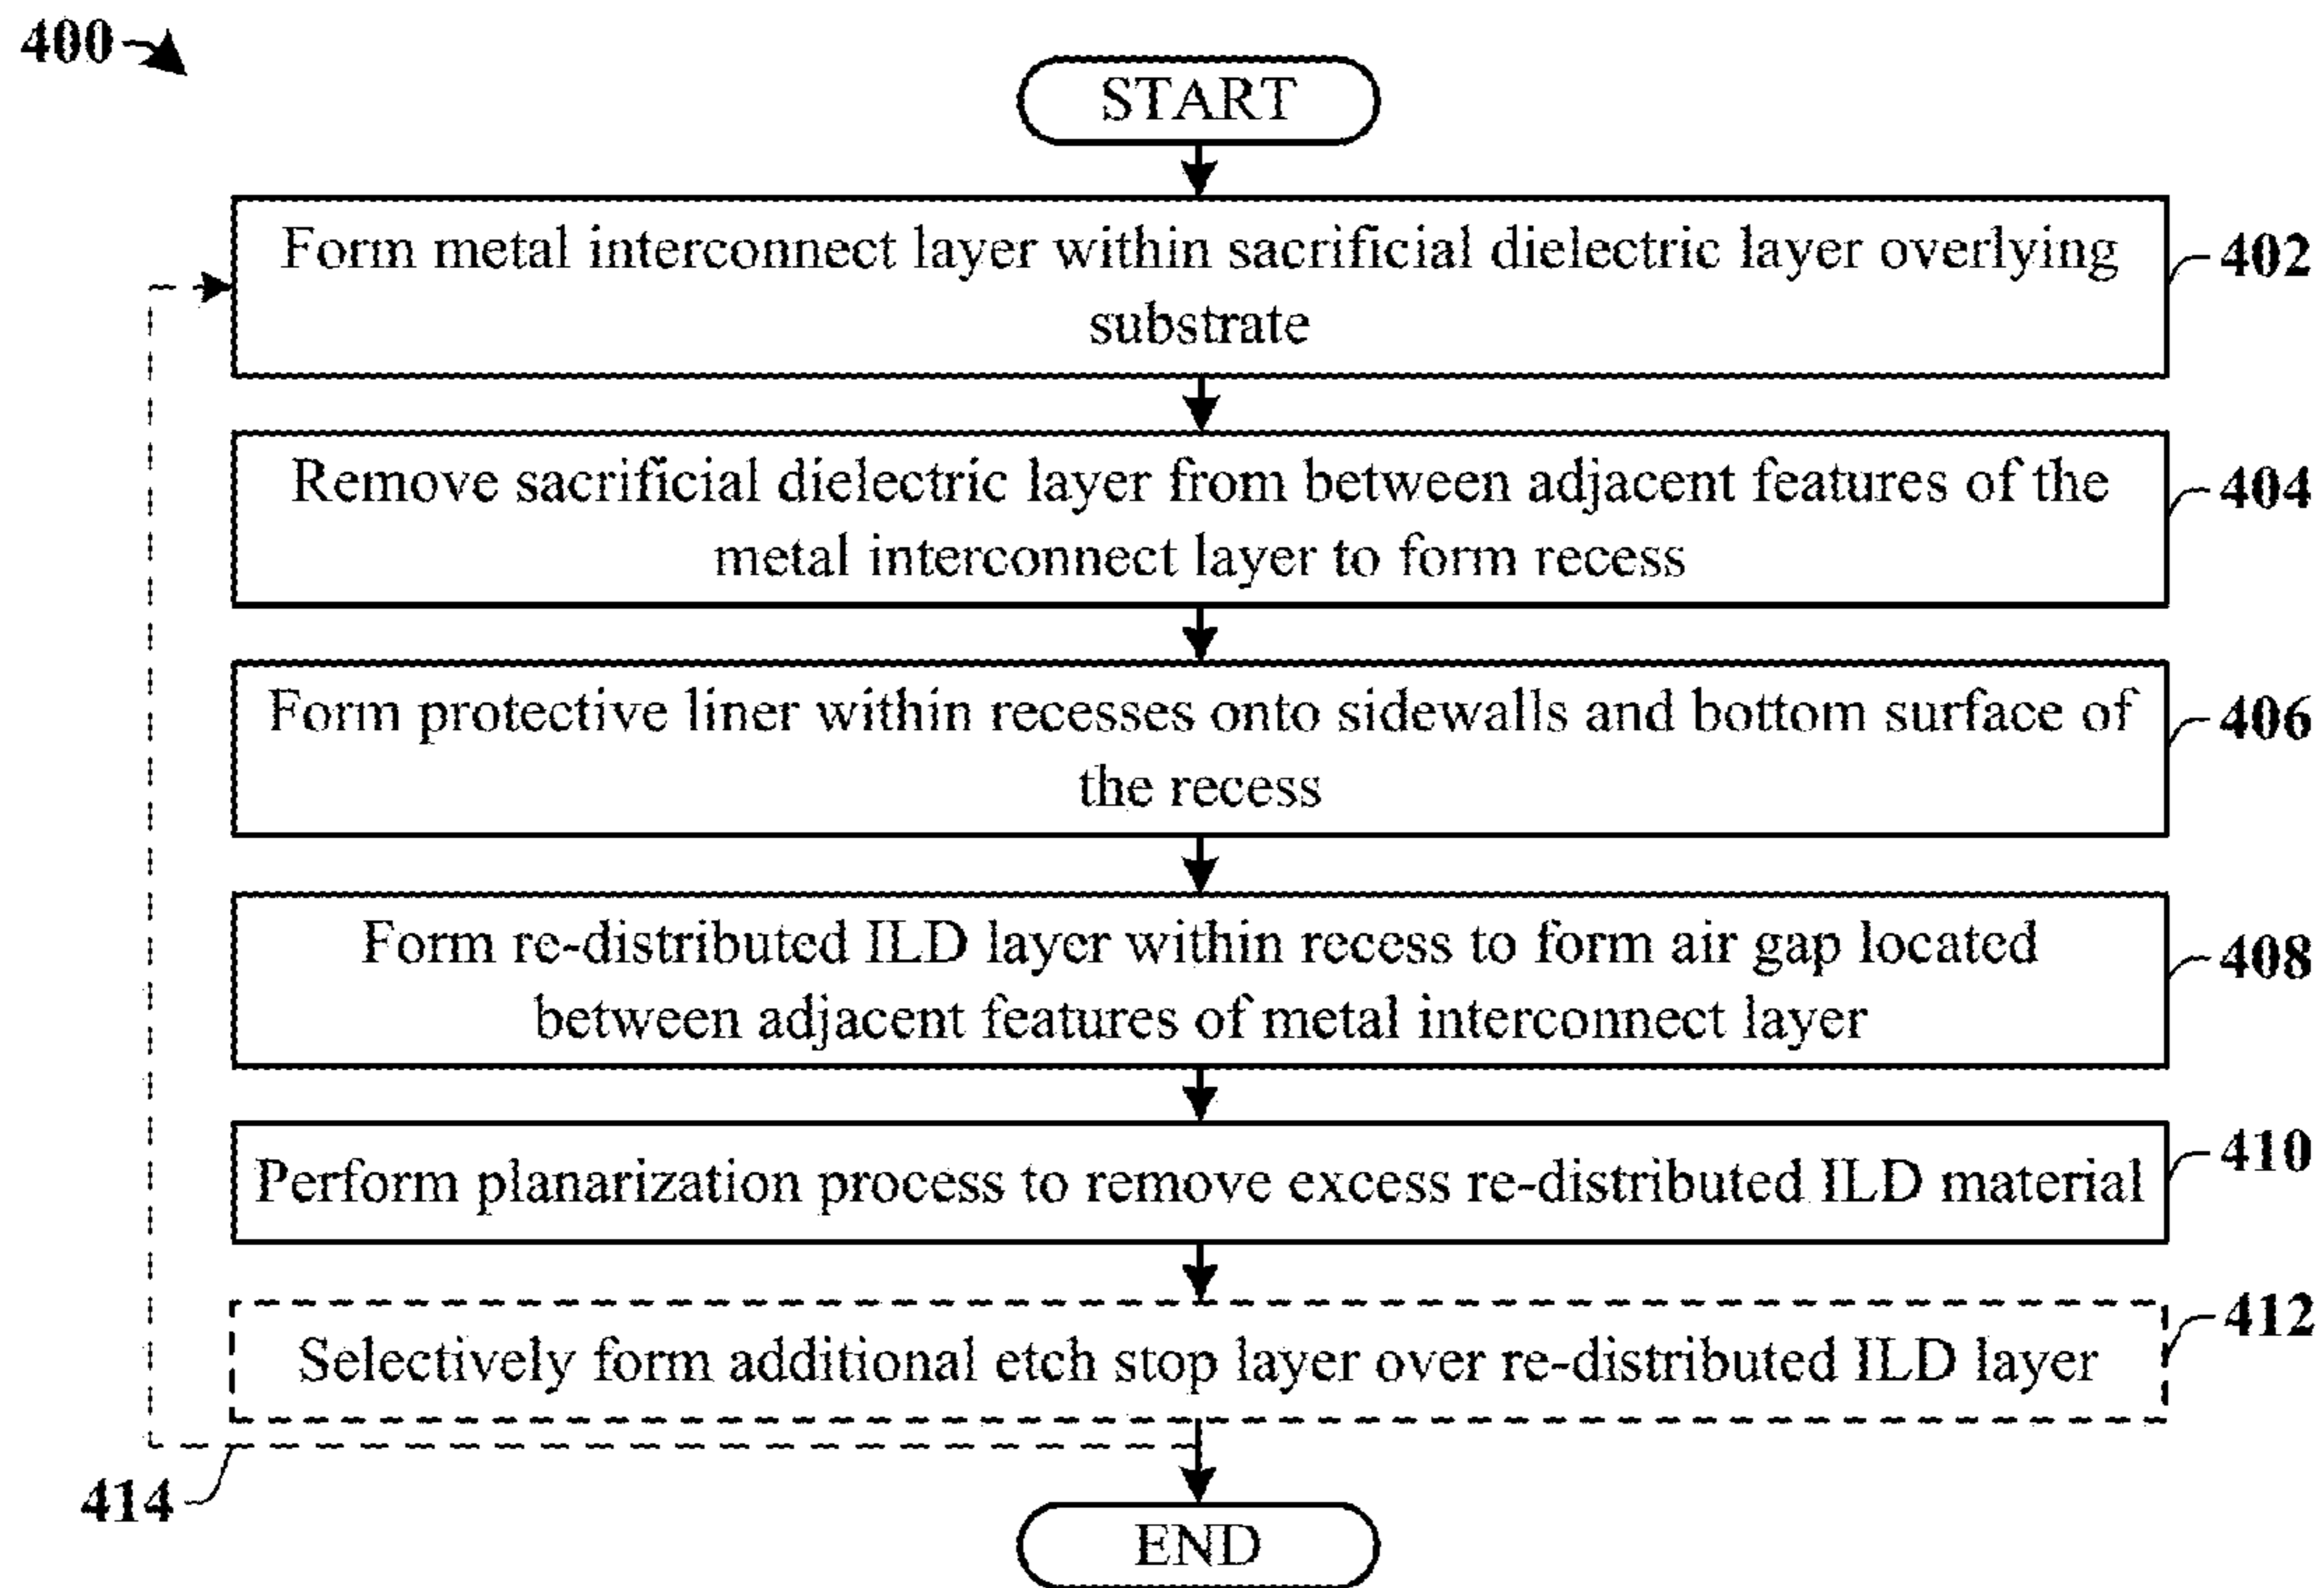 400
START
Form metal interconnect layer within sacrificial dielectric layer overlying
substrate
402
Remove sacrificial dielectric layer from between adjacent features of the
metal interconnect layer to form recess
404
Form protective liner within recesses onto sidewalls and bottom surface of
the recess
406
Form re-distributed ILD layer within recess to form air gap located
between adjacent features of metal interconnect layer
408
Perform planarization process to remove excess re-distributed ILD material
410
Selectively form additional etch stop layer over re-distributed ILD layer
412
414
END